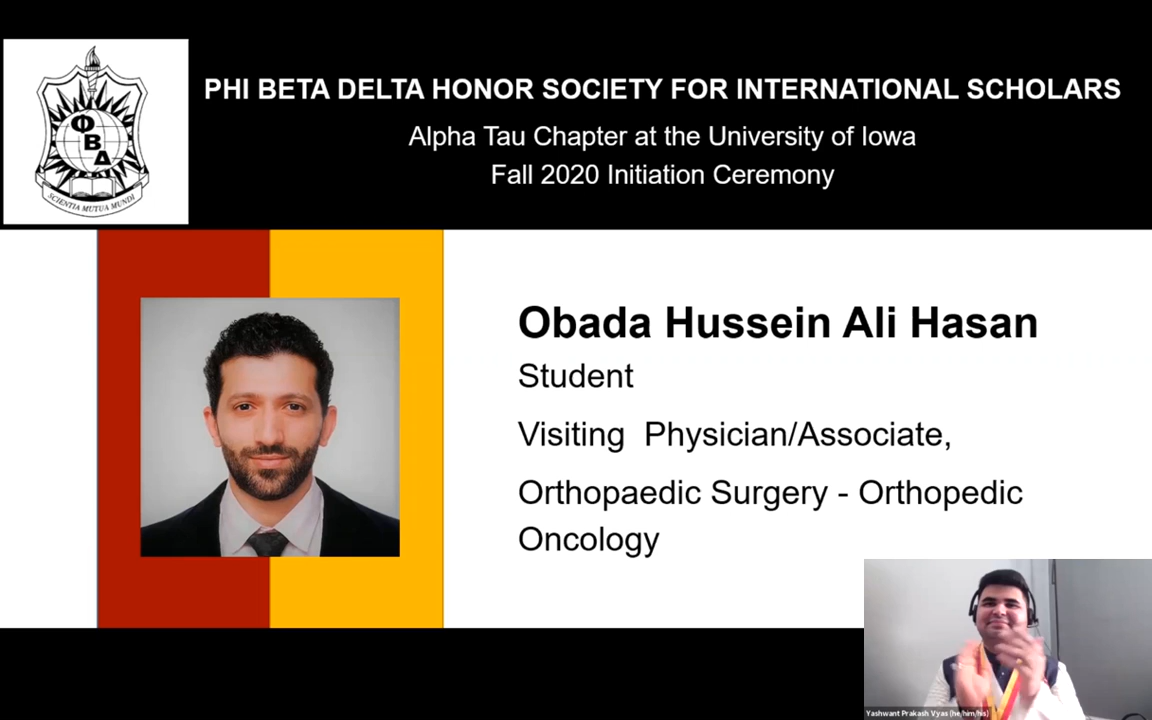 PHI BETA DELTA HONOR SOCIETY FOR INTERNATIONAL SCHOLARS
Alpha Tau Chapter at the University of Iowa
Fall 2020 Initiation Ceremony
Φ
B
Δ
SCIENTIA MUTUA MUNDI
Obada Hussein Ali Hasan
Student
Visiting Physician/Associate,
Orthopaedic Surgery - Orthopedic
Oncology
Yashwant Prakash Vyas (he/him/his)